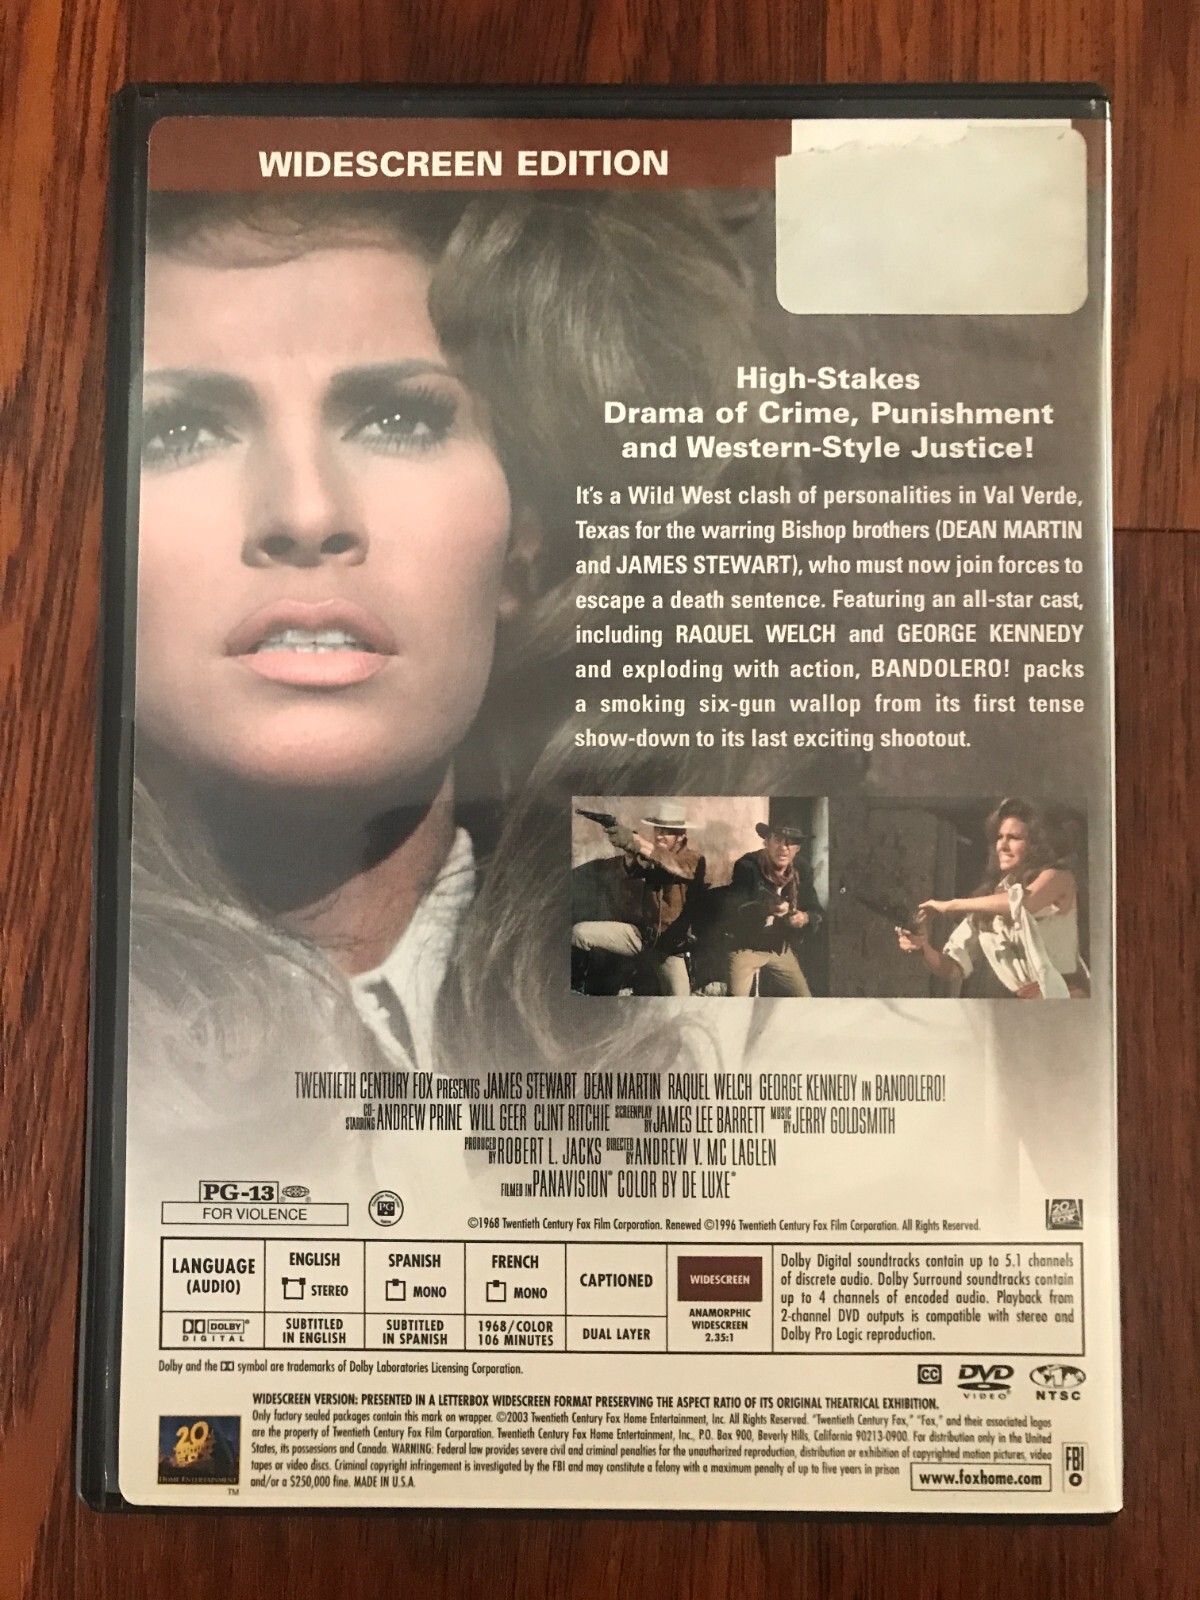 WIDESCREEN EDITION
High-Stakes
Drama of Crime, Punishment
and Western-Style Justice!
It's a Wild West clash of personalities in Val Verde,
Texas for the warring Bishop brothers (DEAN MARTIN
and JAMES STEWART), who must now join forces to
escape a death sentence. Featuring an all-star cast,
including RAQUEL WELCH and GEORGE KENNEDY
and exploding with action, BANDOLERO! packs
a smoking six-gun wallop from its first tense
show-down to its last exciting shootout.
TWENTIETH CENTURY FOX PRESENTS JAMES STEWART DEAN MARTIN RAQUEL WELCH GEORGE KENNEDY IN BANDOLERO!
CO-STARRING ANDREW PRINE WILL GEER CLINT RITCHIE SCREENPLAY BY JAMES LEE BARRETT MUSIC BY JERRY GOLDSMITH
PRODUCED BY ROBERT L. JACKS DIRECTED BY ANDREW V. MC LAGLEN
FILMED IN PANAVISION® COLOR BY DE LUXE®
PG-13
FOR VIOLENCE
PG
©1968 Twentieth Century Fox Film Corporation. Renewed ©1996 Twentieth Century Fox Film Corporation. All Rights Reserved.
LANGUAGE
(AUDIO)
ENGLISH
STEREO
SPANISH
MONO
FRENCH
MONO
CAPTIONED
WIDESCREEN
ANAMORPHIC
WIDESCREEN
2.35:1
Dolby Digital soundtracks contain up to 5.1 channels
of discrete audio. Dolby Surround soundtracks contain
up to 4 channels of encoded audio. Playback from
2-channel DVD outputs is compatible with stereo and
Dolby Pro Logic reproduction.
DOLBY®
DIGITAL
SUBTITLED
IN ENGLISH
SUBTITLED
IN SPANISH
1968/COLOR
106 MINUTES
DUAL LAYER
Dolby and the symbol are trademarks of Dolby Laboratories Licensing Corporation.
CC
DVD
VIDEO
NTSC
WIDESCREEN VERSION: PRESENTED IN A LETTERBOX WIDESCREEN FORMAT PRESERVING THE ASPECT RATIO OF ITS ORIGINAL THEATRICAL EXHIBITION.
Only factory sealed packages contain this mark on wrapper. ©2003 Twentieth Century Fox Home Entertainment, Inc. All Rights Reserved. "Twentieth Century Fox," "Fox," and their associated logos
are the property of Twentieth Century Fox Film Corporation. Twentieth Century Fox Home Entertainment, Inc., P.O. Box 900, Beverly Hills, California 90213-0900. For distribution only in the United
States, its possessions and Canada. WARNING: Federal law provides severe civil and criminal penalties for the unauthorized reproduction, distribution or exhibition of copyrighted motion pictures, video
tapes or video discs. Criminal copyright infringement is investigated by the FBI and may constitute a felony with a maximum penalty of up to five years in prison
and/or a $250,000 fine. MADE IN U.S.A.
www.foxhome.com
FBI
20
HOME ENTERTAINMENT
TM